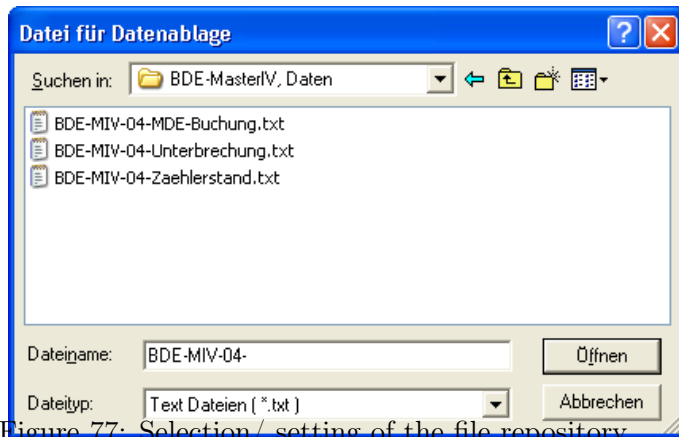 Datei für Datenablage
Suchen in: BDE-MasterIV, Daten
BDE-MIV-04-MDE-Buchung.txt
BDE-MIV-04-Unterbrechung.txt
BDE-MIV-04-Zaehlerstand.txt
Dateiname: BDE-MIV-04- Öffnen
Dateityp: Text Dateien ( *.txt ) Abbrechen
Figure 77: Selection/ setting of the file repository